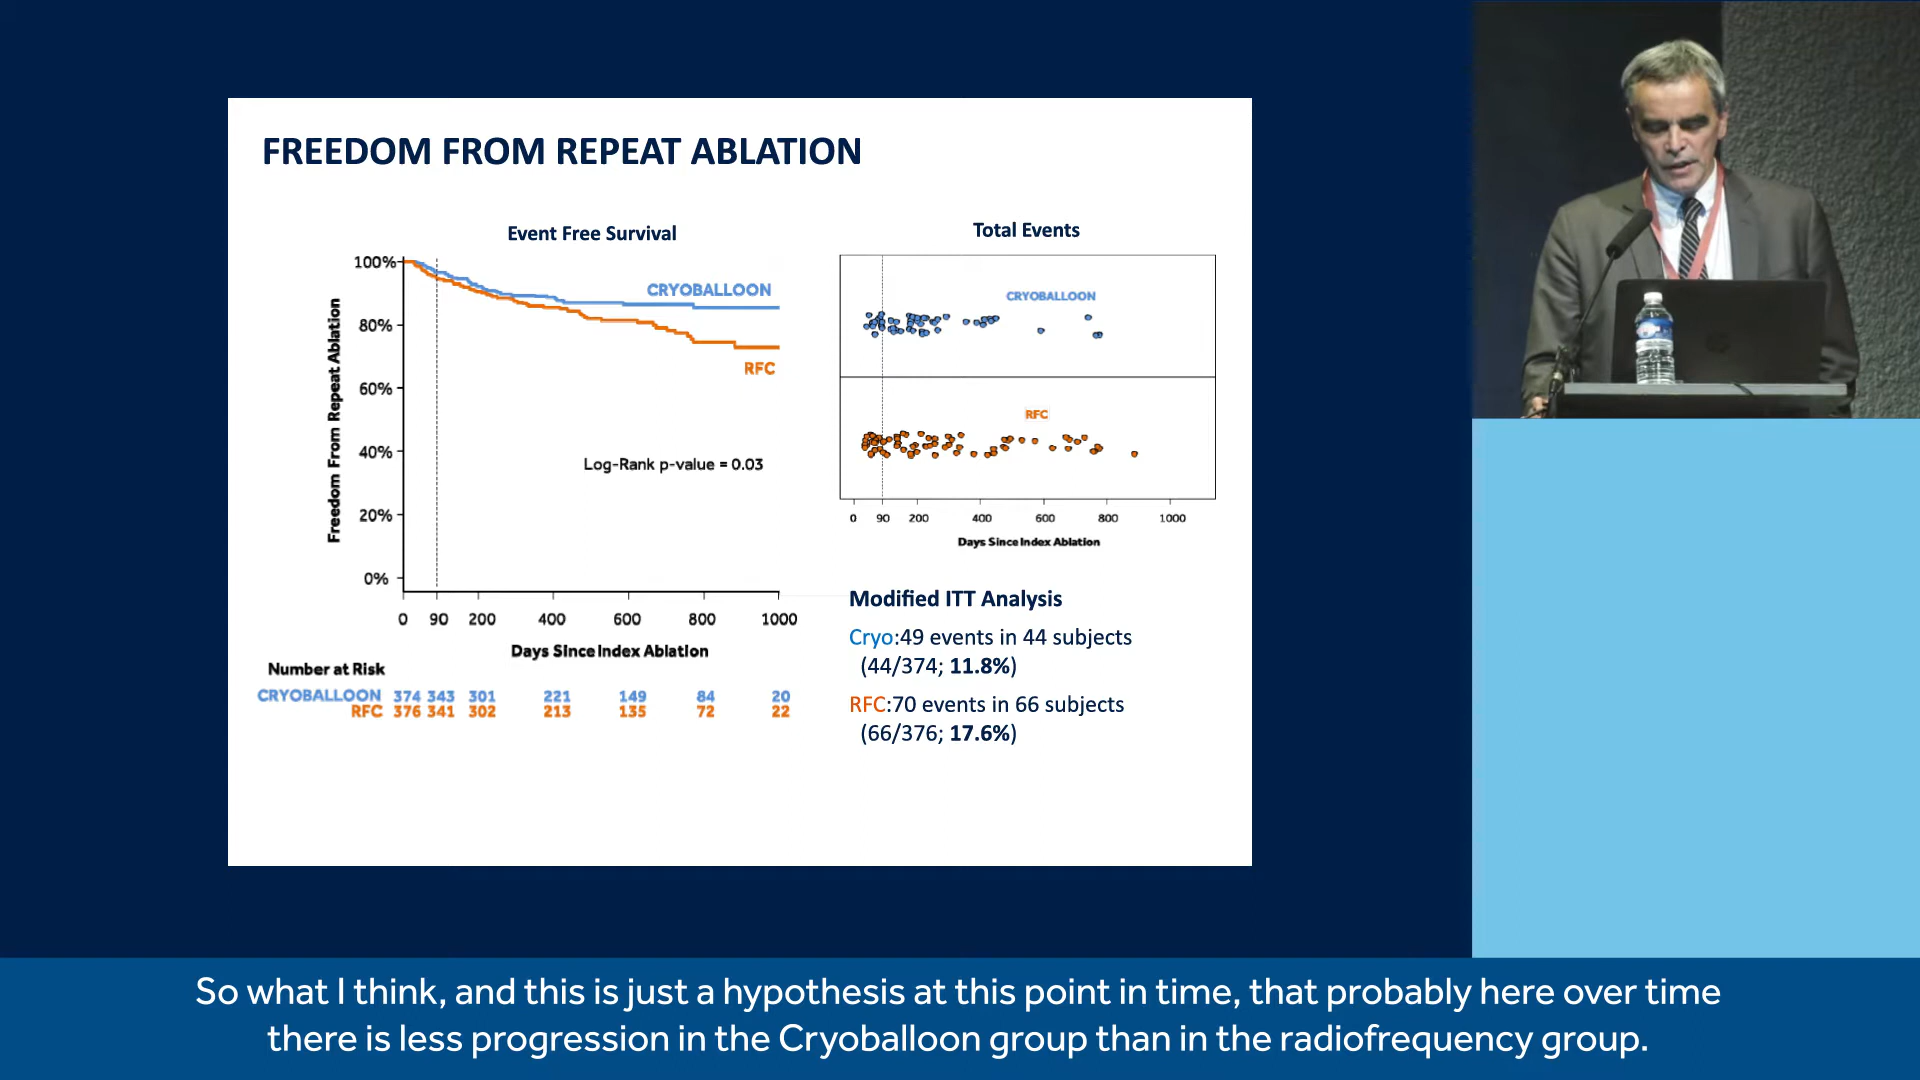 FREEDOM FROM REPEAT ABLATION
Event Free Survival
100%
80%
60%
40%
20%
0%
Freedom From Repeat Ablation
CRYOBALLOON
RFC
Log-Rank p-value = 0.03
0 90 200 400 600 800 1000
Days Since Index Ablation
Number at Risk
CRYOBALLOON 374 343 301 221 149 84 20
RFC 376 341 302 213 135 72 22
Total Events
CRYOBALLOON
RFC
0 90 200 400 600 800 1000
Days Since Index Ablation
Modified ITT Analysis
Cryo:49 events in 44 subjects
(44/374; 11.8%)
RFC:70 events in 66 subjects
(66/376; 17.6%)
So what I think, and this is just a hypothesis at this point in time, that probably here over time
there is less progression in the Cryoballoon group than in the radiofrequency group.